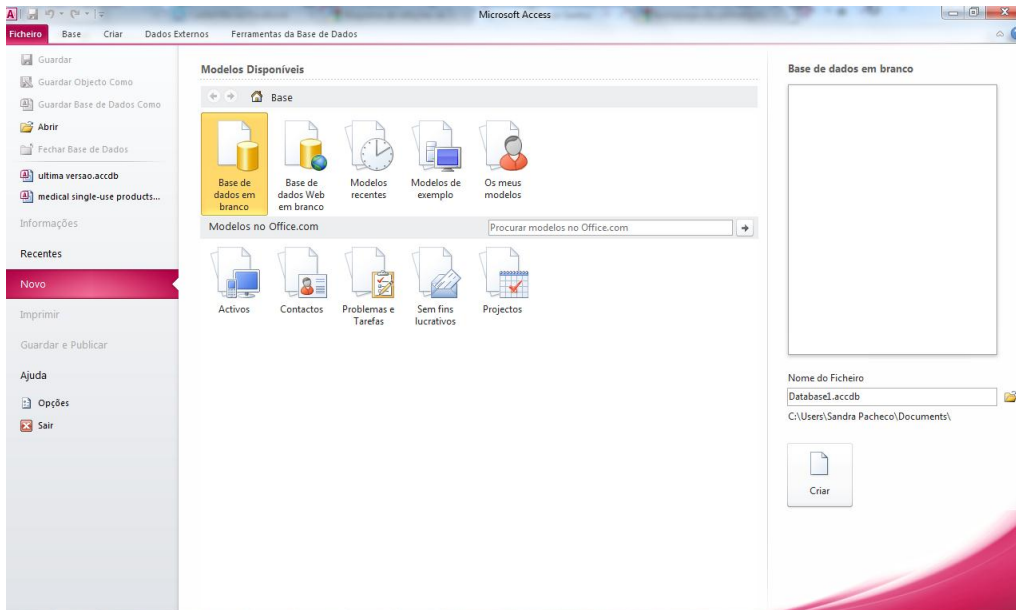 Microsoft Access
Ficheiro Base Criar Dados Externos Ferramentas da Base de Dados
Guardar
Guardar Objecto Como
Guardar Base de Dados Como
Abrir
Fechar Base de Dados
ultima versao.accdb
medical single-use products...
Informações
Recentes
Novo
Imprimir
Guardar e Publicar
Ajuda
Opções
Sair
Modelos Disponíveis
Base
Base de dados em branco
Base de dados Web em branco
Modelos recentes
Modelos de exemplo
Os meus modelos
Modelos no Office.com
Procurar modelos no Office.com
Activos
Contactos
Problemas e Tarefas
Sem fins lucrativos
Projectos
Base de dados em branco
Nome do Ficheiro
Database1.accdb
C:\Users\Sandra Pacheco\Documents\
Criar